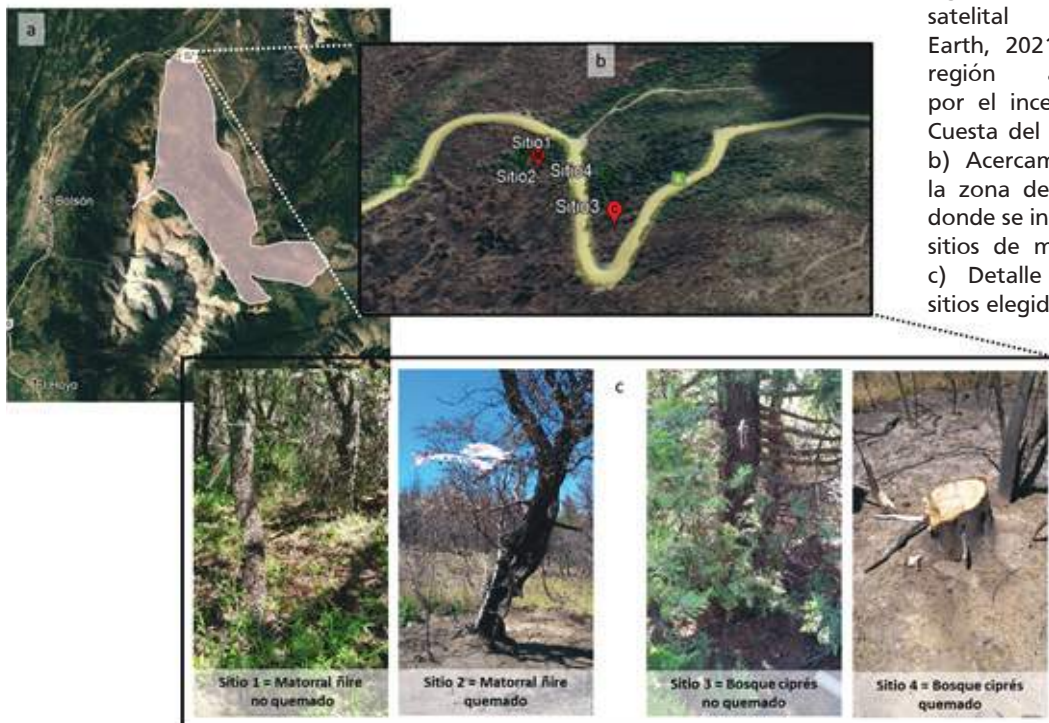 a
satelital
Earth, 2021
región
por el ince
Cuesta del
b) Acercam
la zona de
donde se in
sitios de m
c) Detalle
sitios elegid
b
Sitio1
Sitio2
Sitio4
Sitio3
C
Bolsón
El Hoyo
c
Sitio 1 = Matorral ñire
no quemado
Sitio 2 = Matorral ñire
quemado
Sitio 3 = Bosque ciprés
no quemado
Sitio 4 = Bosque ciprés
quemado